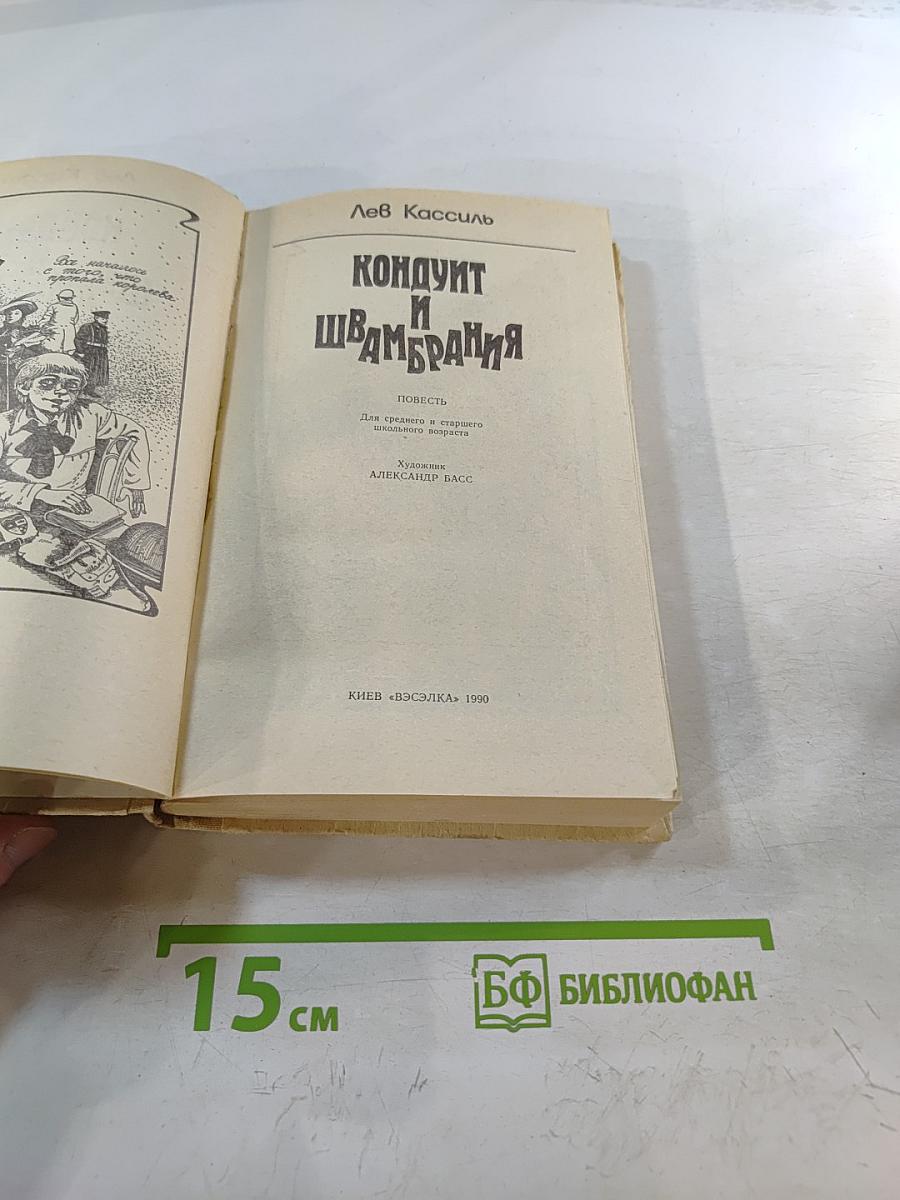 Всё началось
с того, что
пропала королева
Лев Кассиль
КОНДУИТ
И
ШВАМБРАНИЯ
ПОВЕСТЬ
Для среднего и старшего
школьного возраста
Художник
АЛЕКСАНДР БАСС
КИЕВ «ВЭСЭЛКА» 1990
15 см
БФ БИБЛИОФАН